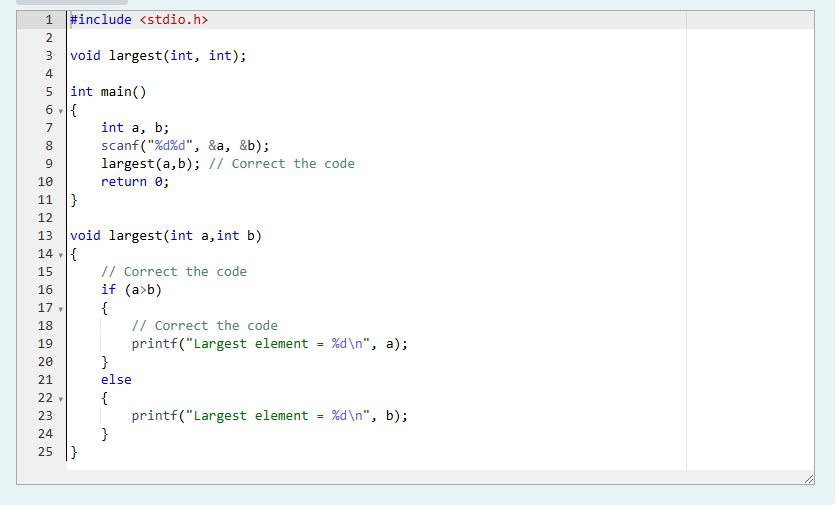 1 #include <stdio.h>
2
3 void largest(int, int);
4
5 int main()
6 {
7     int a, b;
8     scanf("%d%d", &a, &b);
9     largest(a,b); // Correct the code
10     return 0;
11 }
12
13 void largest(int a,int b)
14 {
15     // Correct the code
16     if (a>b)
17     {
18         // Correct the code
19         printf("Largest element = %d\n", a);
20     }
21     else
22     {
23         printf("Largest element = %d\n", b);
24     }
25 }